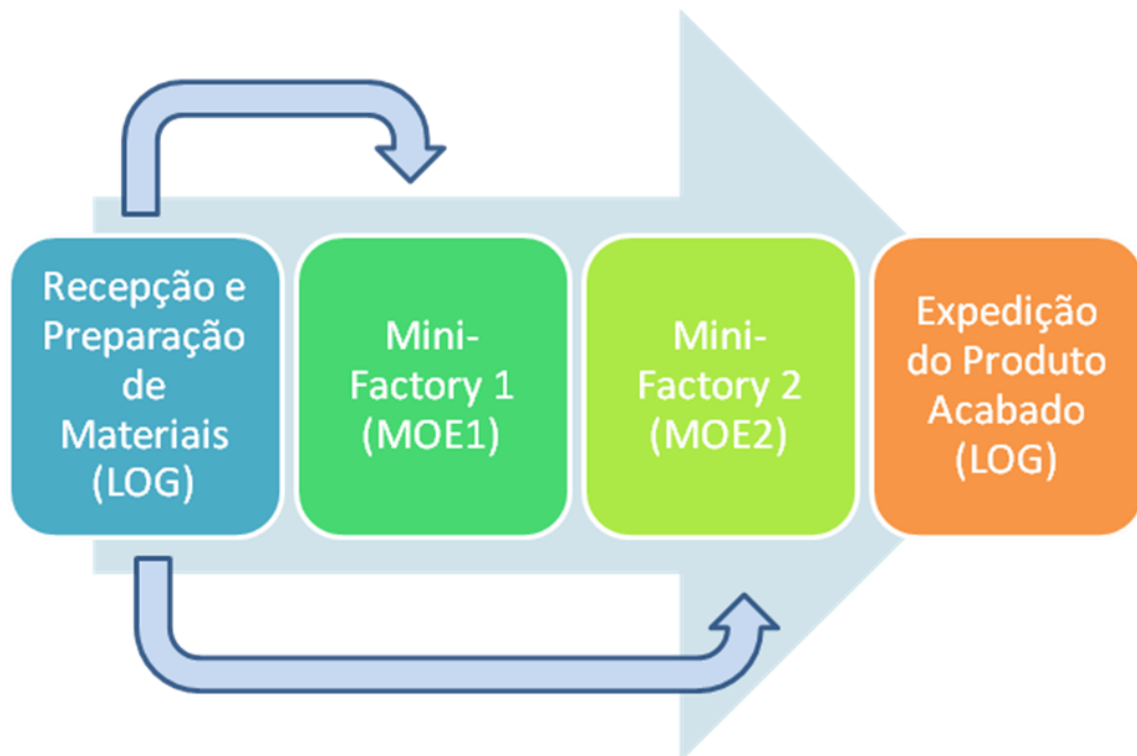 Recepção e
Preparação
de
Materiais
(LOG)
Mini-
Factory 1
(MOE1)
Mini-
Factory 2
(MOE2)
Expedição
do Produto
Acabado
(LOG)